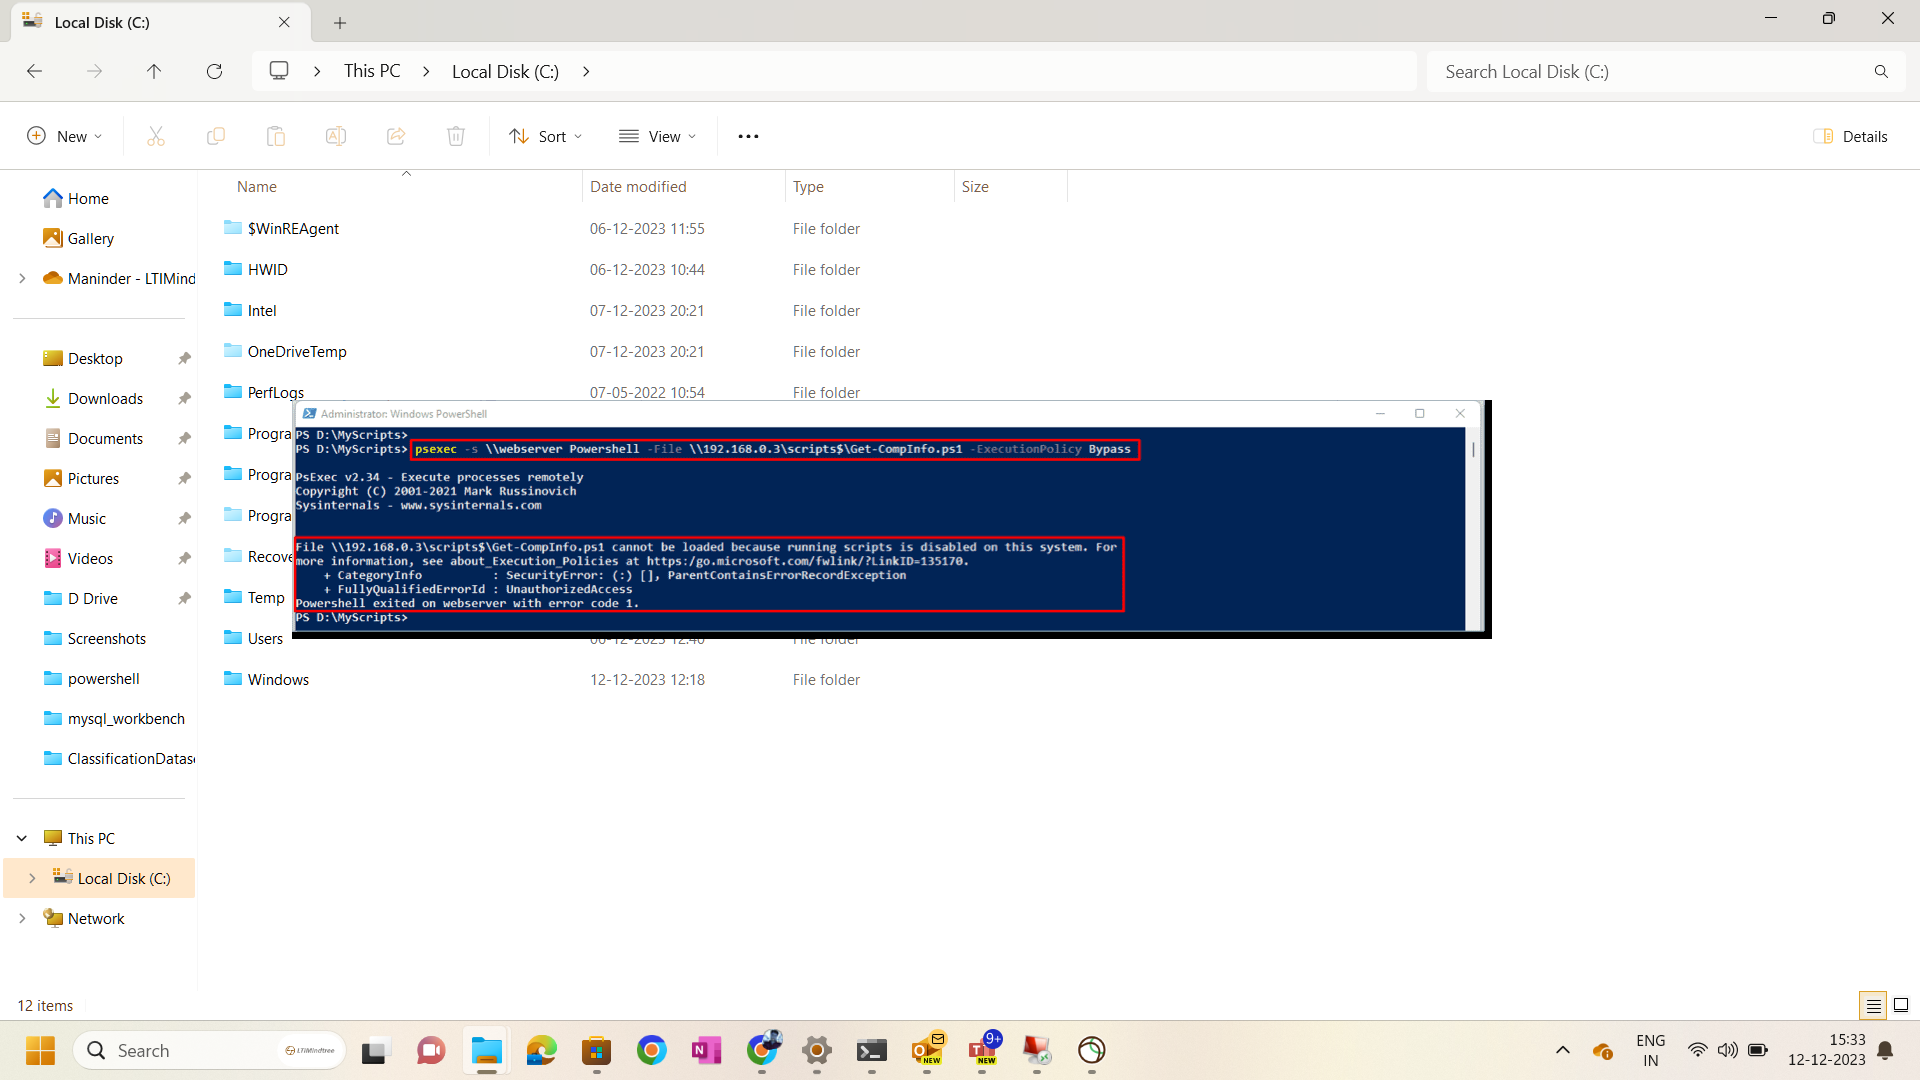 Local Disk (C:)
This PC
Local Disk (C:)
Search Local Disk (C:)
New
Sort
View
Details
Name
Date modified
Type
Size
Home
Gallery
Maninder - LTIMind
Desktop
Downloads
Documents
Pictures
Music
Videos
D Drive
Screenshots
powershell
mysql_workbench
ClassificationDatas
This PC
Local Disk (C:)
Network
$WinREAgent 06-12-2023 11:55 File folder
HWID 06-12-2023 10:44 File folder
Intel 07-12-2023 20:21 File folder
OneDriveTemp 07-12-2023 20:21 File folder
PerfLogs 07-05-2022 10:54 File folder
Progra
Progra
Progra
Recove
Temp
Users 06-12-2023 12:40 File folder
Windows 12-12-2023 12:18 File folder
Administrator: Windows PowerShell
PS D:\MyScripts>
PS D:\MyScripts> psexec -s \\webserver Powershell -File \\192.168.0.3\scripts$\Get-CompInfo.ps1 -ExecutionPolicy Bypass
PsExec v2.34 - Execute processes remotely
Copyright (C) 2001-2021 Mark Russinovich
Sysinternals - www.sysinternals.com
File \\192.168.0.3\scripts$\Get-CompInfo.ps1 cannot be loaded because running scripts is disabled on this system. For
more information, see about_Execution_Policies at https:/go.microsoft.com/fwlink/?LinkID=135170.
+ CategoryInfo : SecurityError: (:) [], ParentContainsErrorRecordException
+ FullyQualifiedErrorId : UnauthorizedAccess
Powershell exited on webserver with error code 1.
PS D:\MyScripts>
12 items
Search
LTIMindtree
NEW
9+
NEW
ENG
IN
15:33
12-12-2023